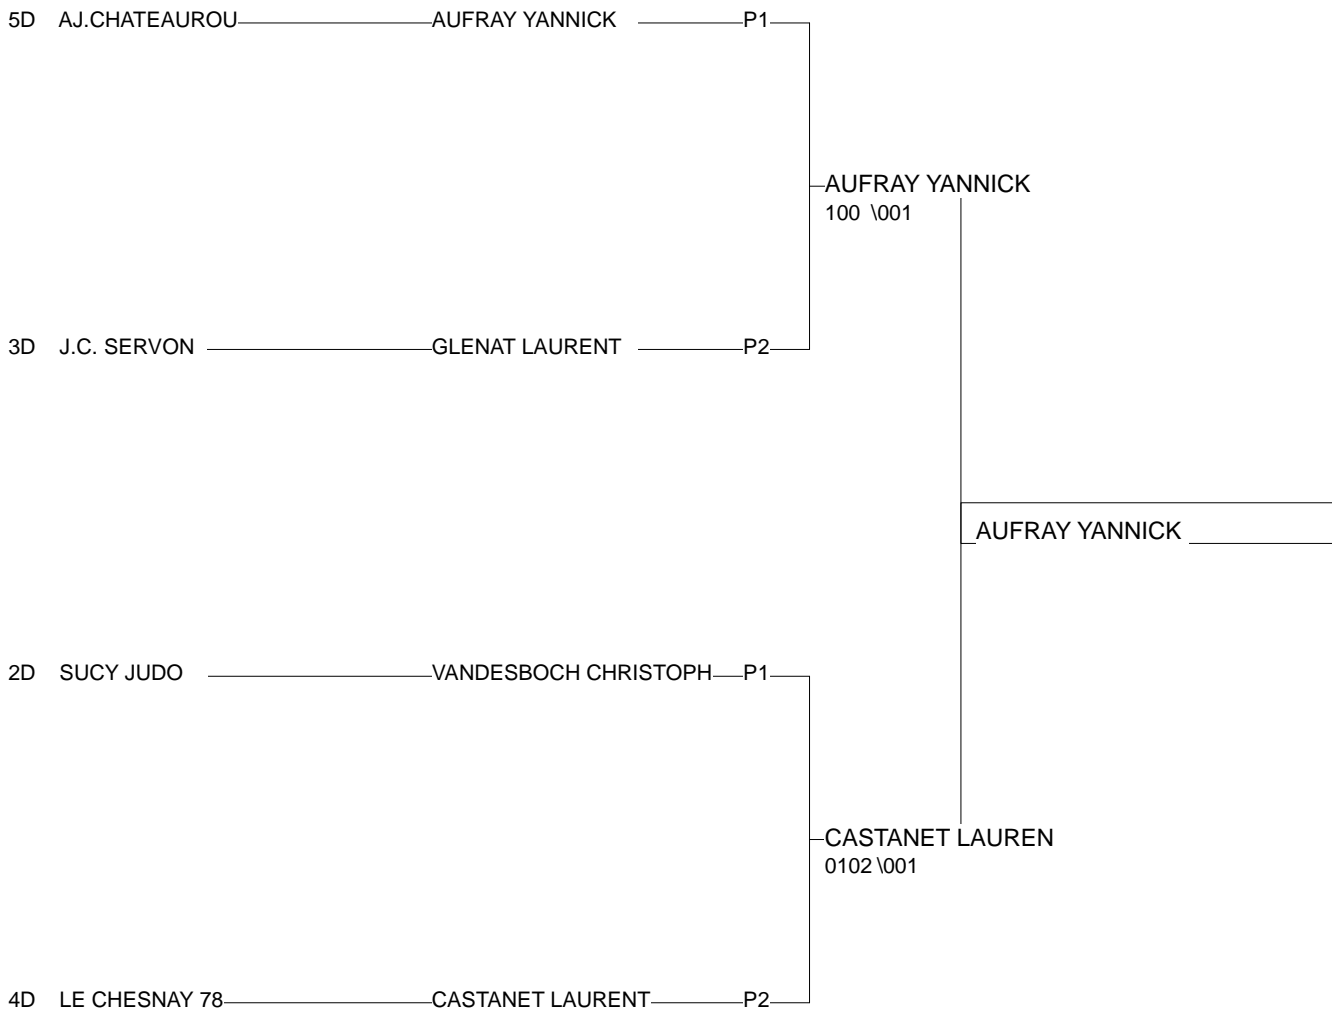 5D AJ.CHATEAUROU AUFRAY YANNICK P1
AUFRAY YANNICK
100 \001
3D J.C. SERVON GLENAT LAURENT P2
AUFRAY YANNICK
2D SUCY JUDO VANDESBOCH CHRISTOPH P1
CASTANET LAUREN
0102 \001
4D LE CHESNAY 78 CASTANET LAURENT P2